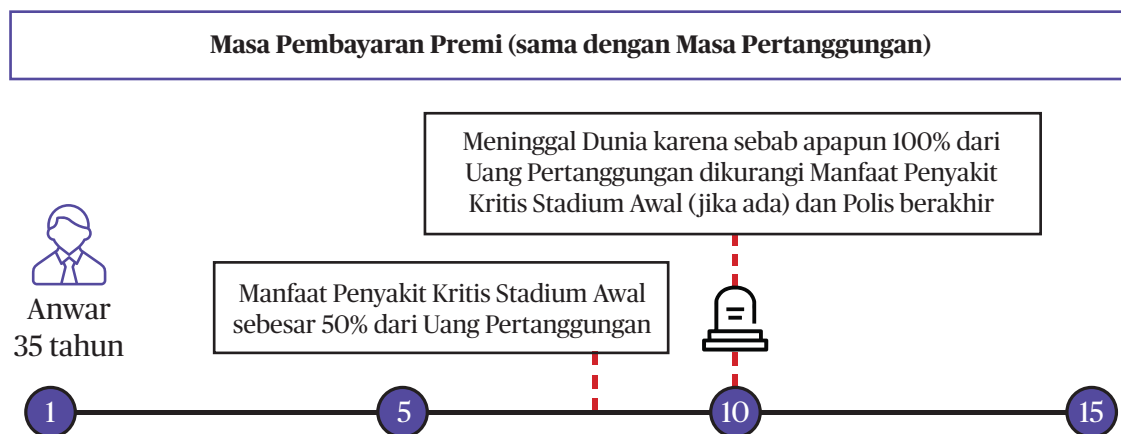 Masa Pembayaran Premi (sama dengan Masa Pertanggungan)
Meninggal Dunia karena sebab apapun 100% dari
Uang Pertanggungan dikurangi Manfaat Penyakit
Kritis Stadium Awal (jika ada) dan Polis berakhir
Manfaat Penyakit Kritis Stadium Awal
sebesar 50% dari Uang Pertanggungan
Anwar
35 tahun
1
5
10
15